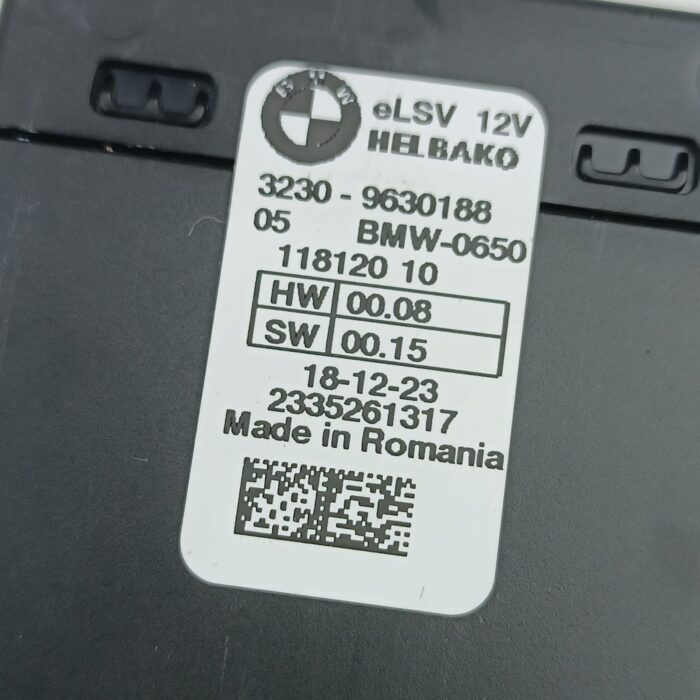 BMW
eLSV 12V
HELBAKO
3230 - 9630188
05 BMW-0650
118120 10
HW 00.08
SW 00.15
18-12-23
2335261317
Made in Romania